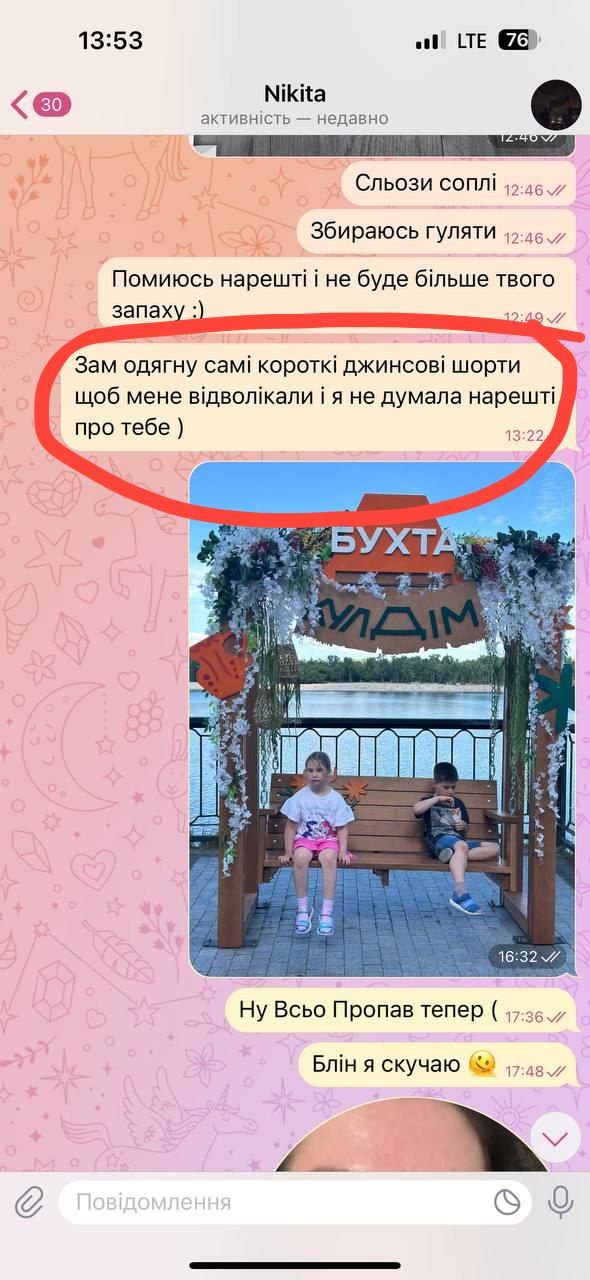 13:53
LTE
76
30
Nikita
активність — недавно
12:46
Сльози соплі 12:46
Збираюсь гуляти 12:46
Помиюсь нарешті і не буде більше твого
запаху :) 12:49
Зам одягну самі короткі джинсові шорти
щоб мене відволікали і я не думала нарешті
про тебе )
13:22
БУХТА
16:32
Ну Всьо Пропав тепер ( 17:36
Блін я скучаю 🫠 17:48
Повідомлення